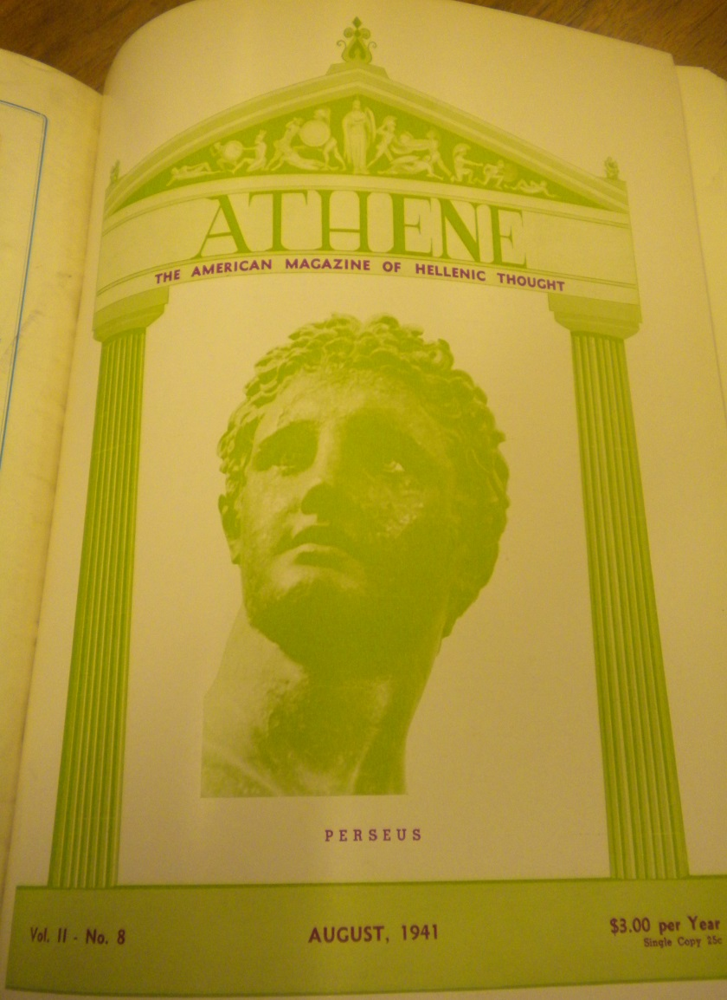 ATHENE
THE AMERICAN MAGAZINE OF HELLENIC THOUGHT
PERSEUS
Vol. II - No. 8
AUGUST, 1941
$3.00 per Year
Single Copy 25c